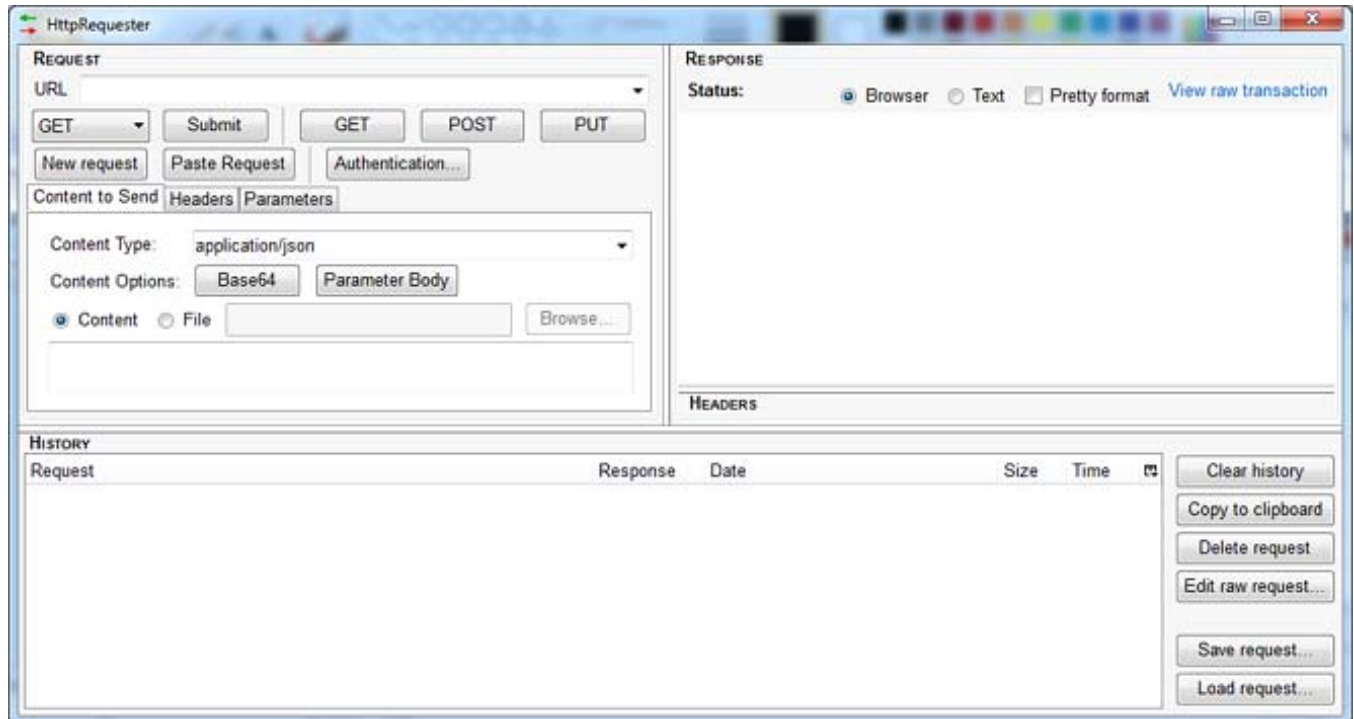 HttpRequester
REQUEST
URL
GET Submit GET POST PUT
New request Paste Request Authentication...
Content to Send Headers Parameters
Content Type: application/json
Content Options: Base64 Parameter Body
Content File Browse...
RESPONSE
Status: Browser Text Pretty format View raw transaction
HEADERS
HISTORY
Request Response Date Size Time
Clear history
Copy to clipboard
Delete request
Edit raw request...
Save request...
Load request...